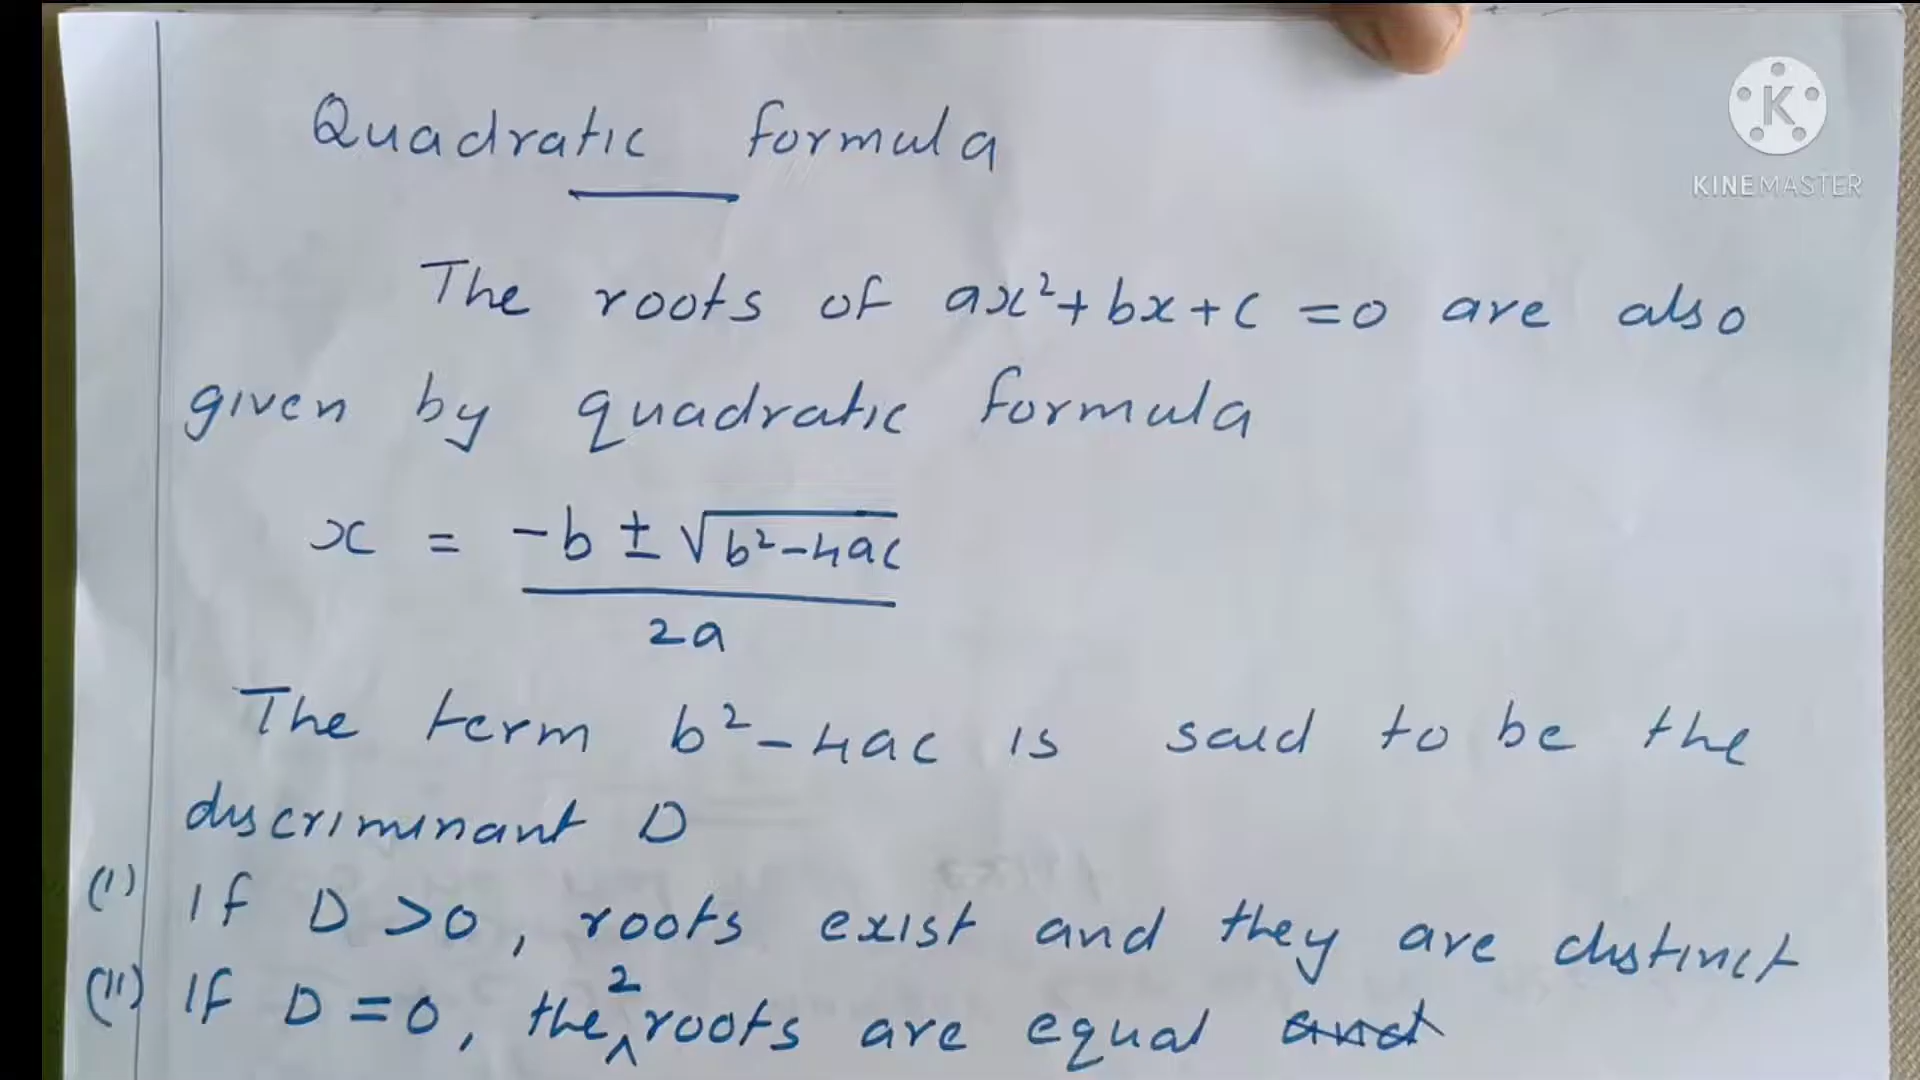 Quadratic formula
K
KINEMASTER
The roots of ax²+bx+c =0 are also
given by quadratic formula
x = -b ± √b²-4ac
2a
The term b²-4ac is said to be the
discriminant D
(i) If D >0, roots exist and they are distinct
(ii) If D =0, the 2 roots are equal and